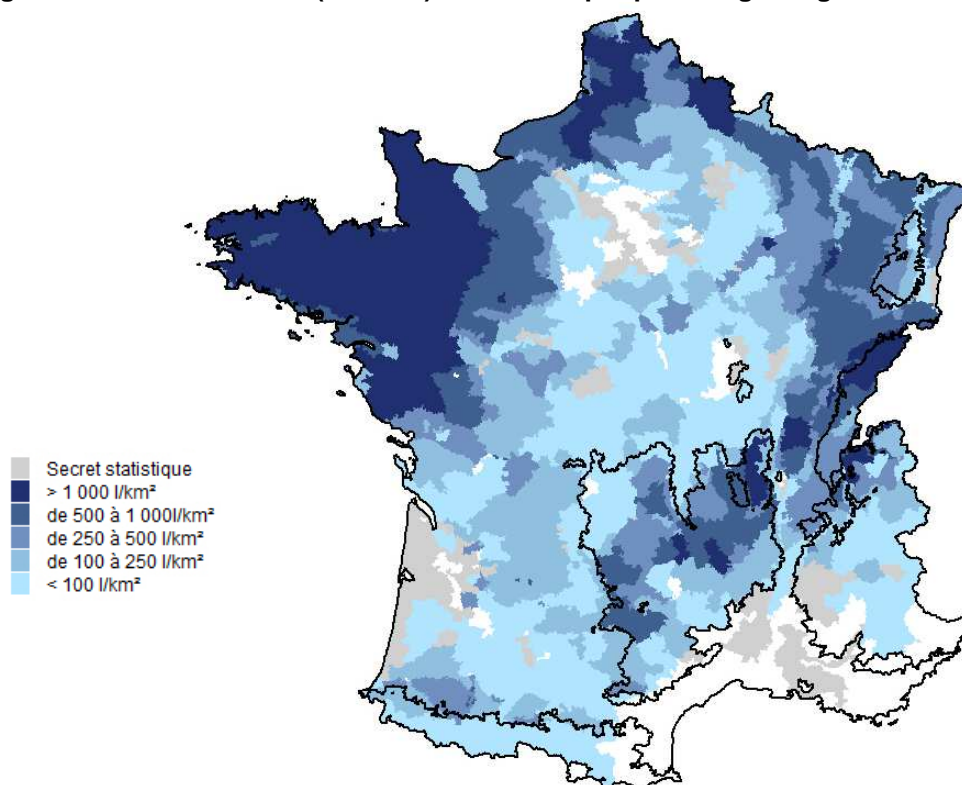 Secret statistique
> 1 000 l/km²
de 500 à 1 000l/km²
de 250 à 500 l/km²
de 100 à 250 l/km²
< 100 l/km²